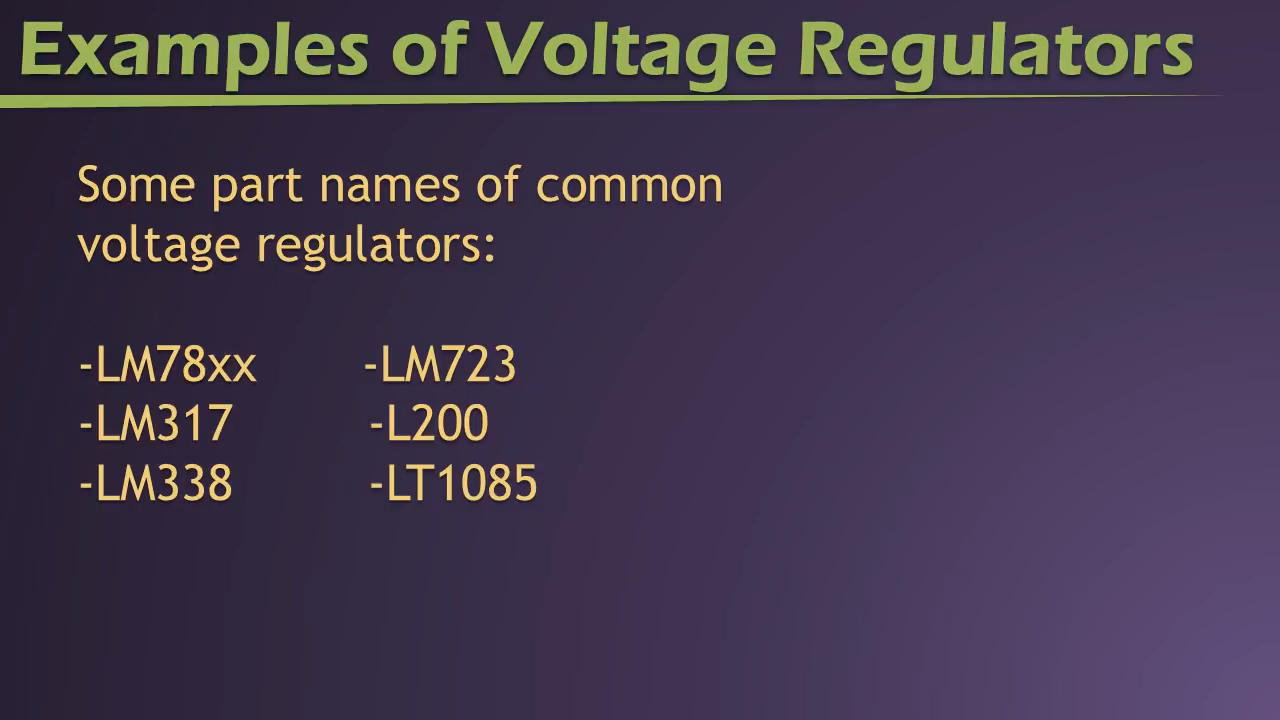 Examples of Voltage Regulators
Some part names of common
voltage regulators:
-LM78xx -LM723
-LM317 -L200
-LM338 -LT1085